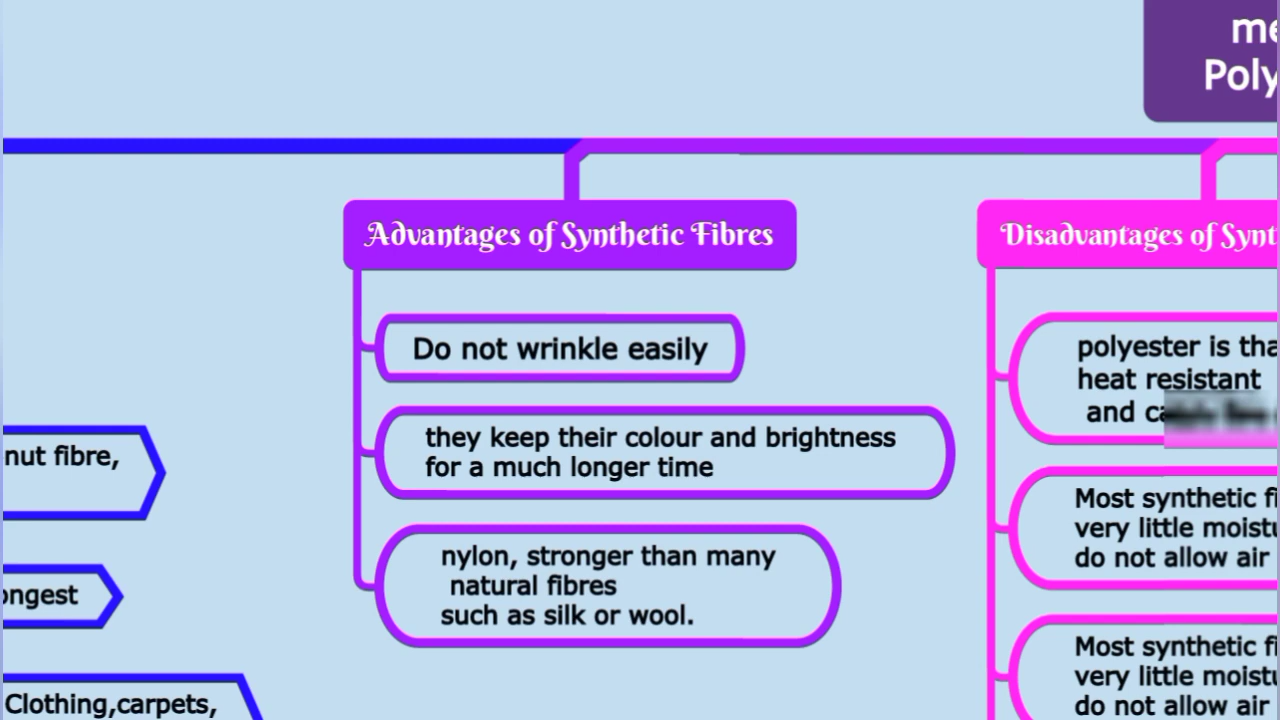 me
Poly
Advantages of Synthetic Fibres
Do not wrinkle easily
they keep their colour and brightness
for a much longer time
nylon, stronger than many
natural fibres
such as silk or wool.
Disadvantages of Synt
polyester is tha
heat resistant
and ca
Most synthetic fi
very little moistu
do not allow air
Most synthetic fi
very little moistu
do not allow air
nut fibre,
ongest
Clothing,carpets,